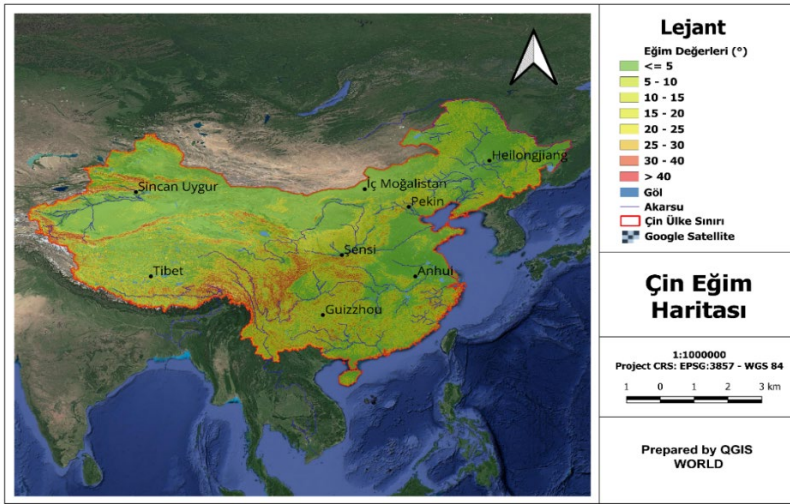 Heilongjiang
Sincan Uygur
İç Moğalistan
Pekin
Şensi
Tibet
Anhui
Guizzhou
Lejant
Eğim Değerleri (°)
<= 5
5 - 10
10 - 15
15 - 20
20 - 25
25 - 30
30 - 40
> 40
Göl
Akarsu
Çin Ülke Sınırı
Google Satellite
Çin Eğim
Haritası
1:1000000
Project CRS: EPSG:3857 - WGS 84
1 0 1 2 3 km
Prepared by QGIS
WORLD